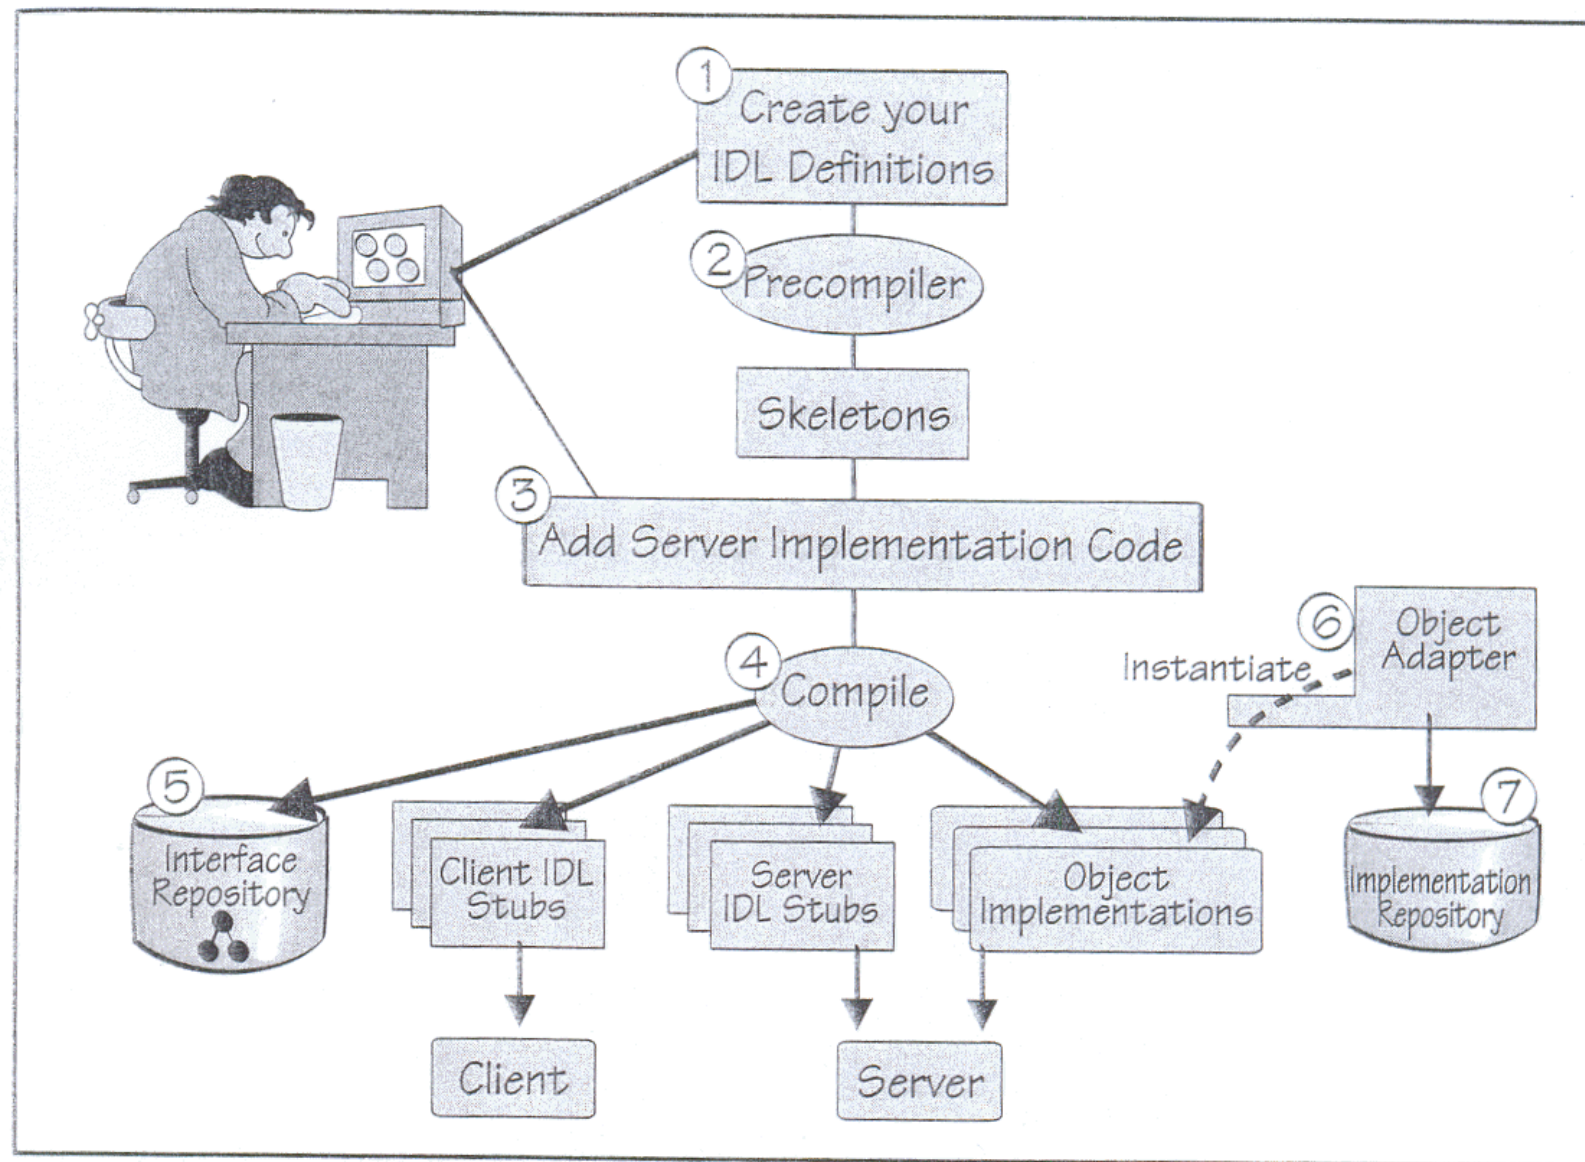 1
Create your
IDL Definitions
2
Precompiler
Skeletons
3
Add Server Implementation Code
4
Compile
6
Object
Adapter
Instantiate
5
Interface
Repository
Client IDL
Stubs
Server
IDL Stubs
Object
Implementations
7
Implementation
Repository
Client
Server